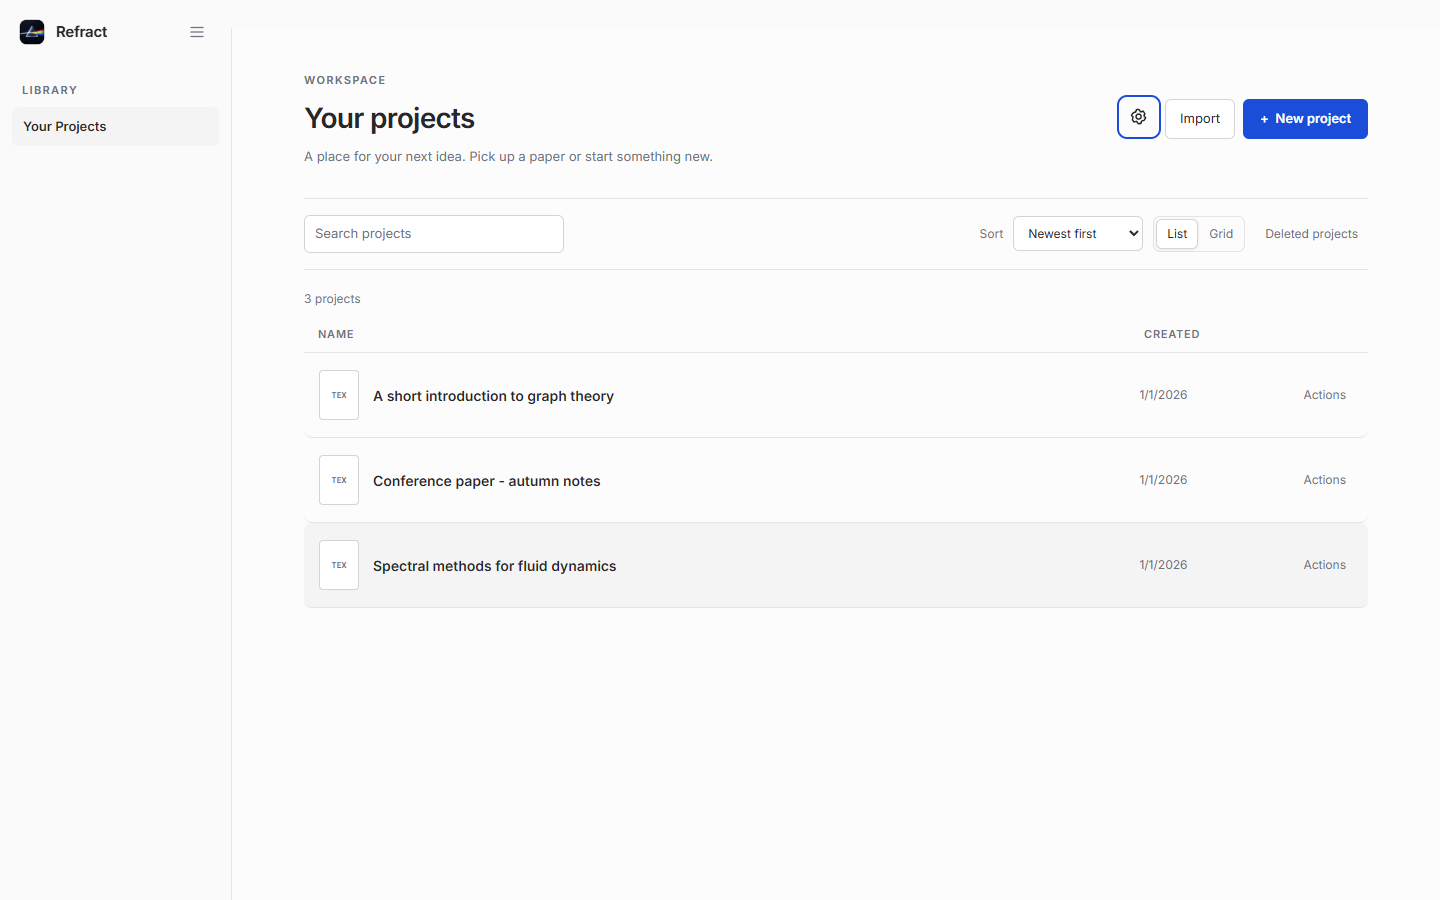 Refract
LIBRARY
Your Projects
WORKSPACE
Your projects
A place for your next idea. Pick up a paper or start something new.
Import
+ New project
Search projects
Sort
Newest first
List
Grid
Deleted projects
3 projects
NAME
CREATED
TEX
A short introduction to graph theory
1/1/2026
Actions
TEX
Conference paper - autumn notes
1/1/2026
Actions
TEX
Spectral methods for fluid dynamics
1/1/2026
Actions